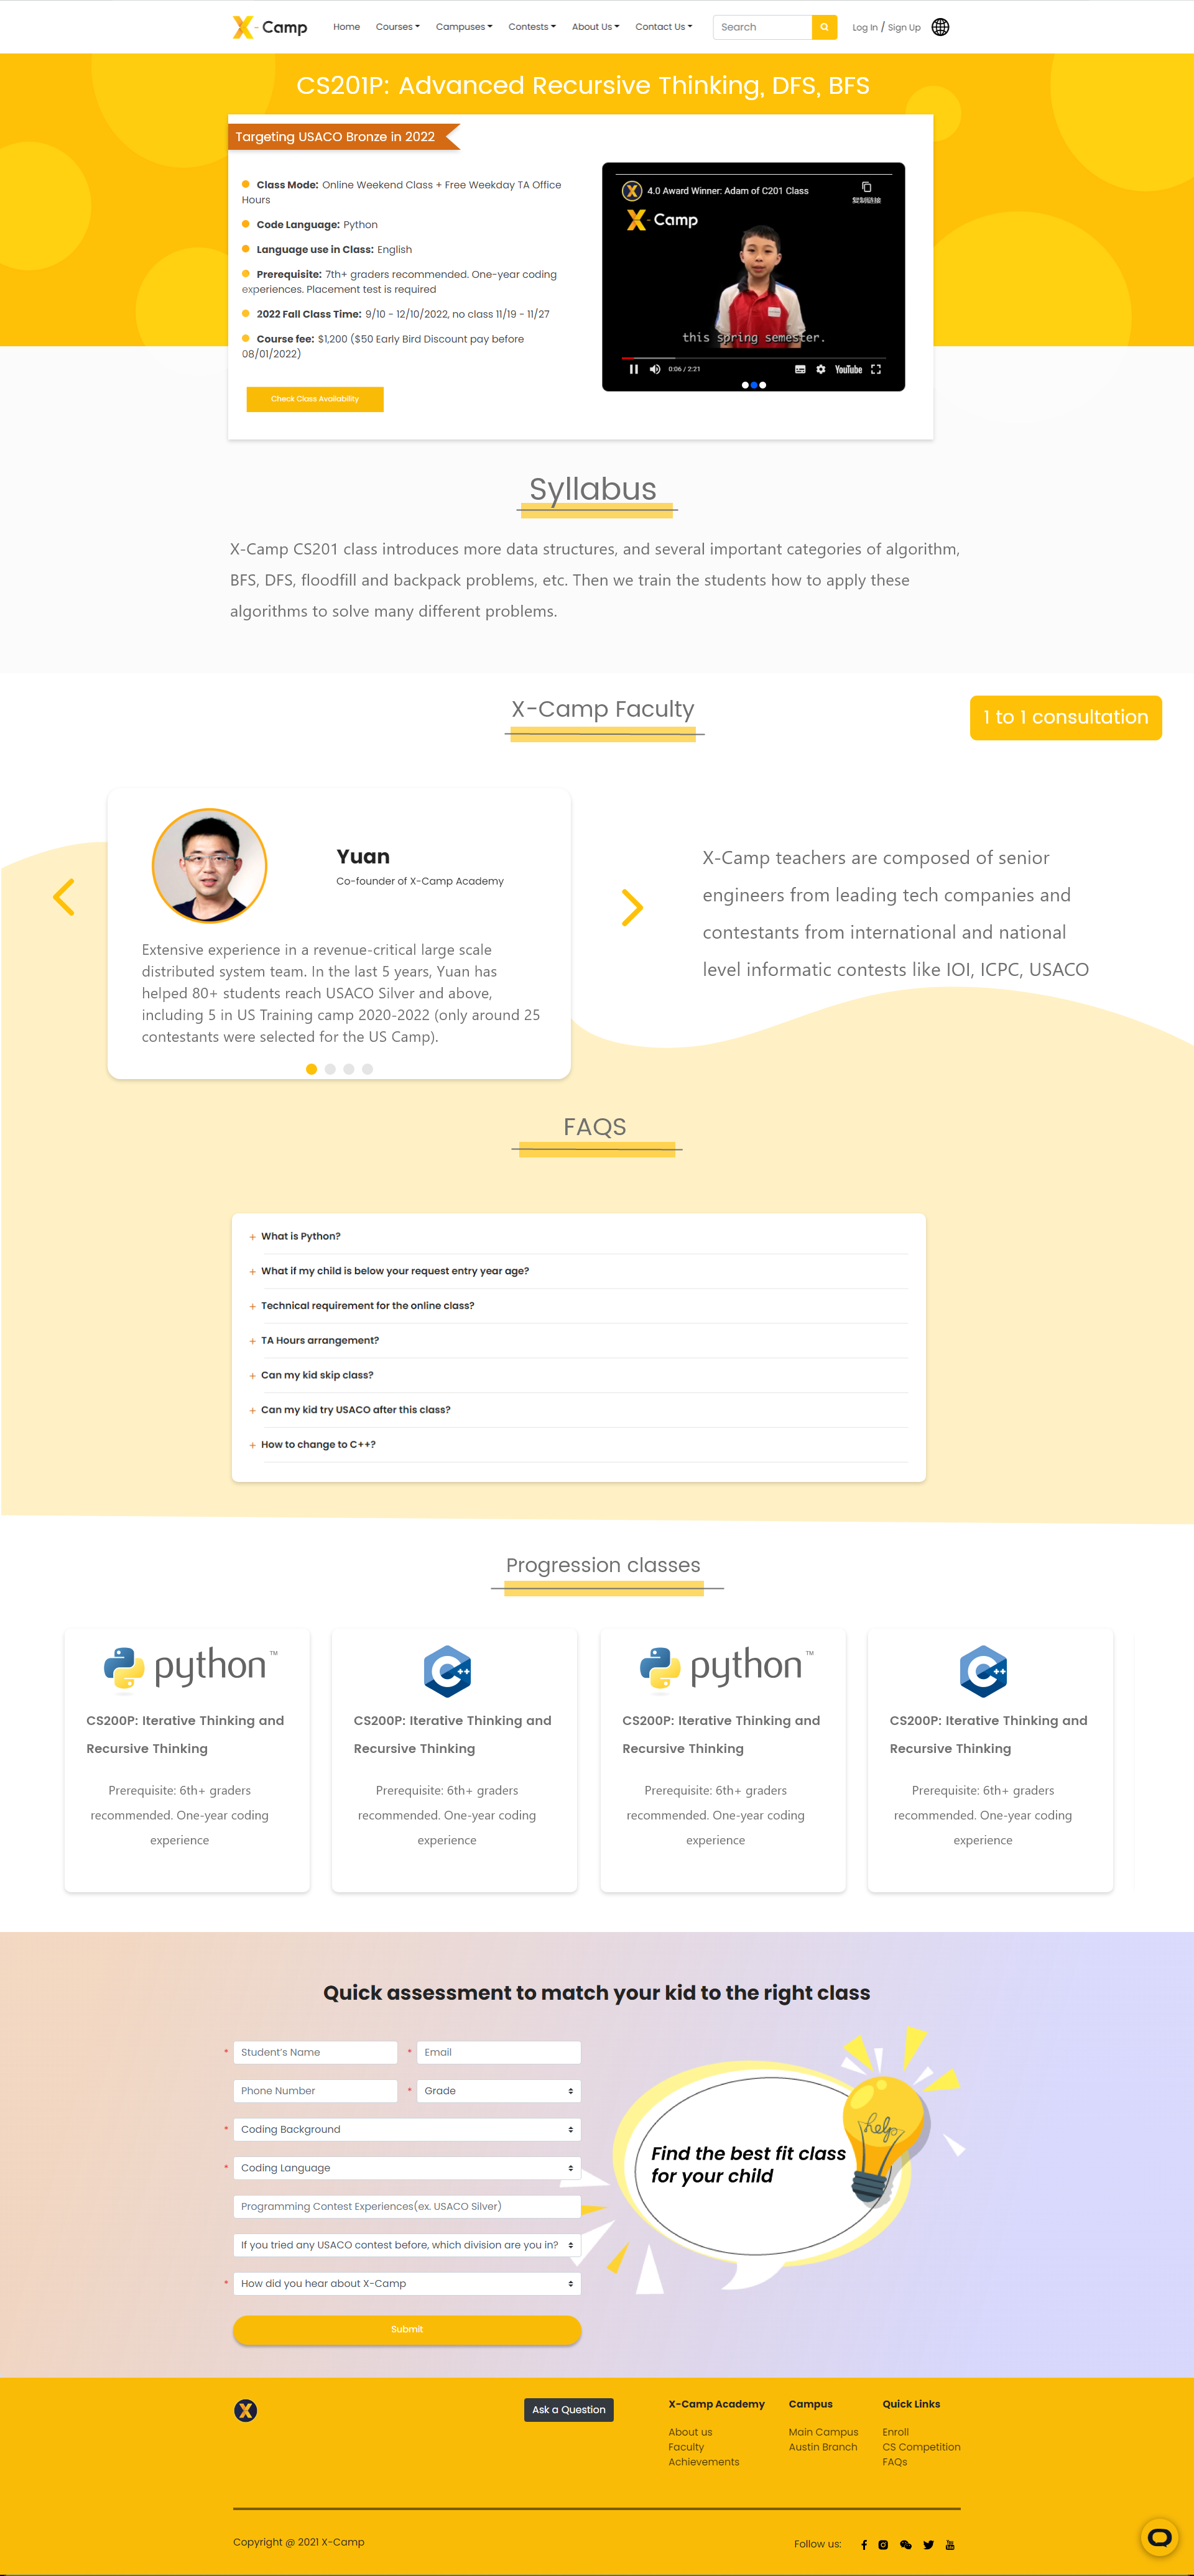 X - Camp
Home Courses Campuses Contests About Us Contact Us Search Log In / Sign Up
CS201P: Advanced Recursive Thinking, DFS, BFS
Targeting USACO Bronze in 2022
Class Mode: Online Weekend Class + Free Weekday TA Office
Hours
Code Language: Python
Language use in Class: English
Prerequisite: 7th+ graders recommended. One-year coding
experiences. Placement test is required
2022 Fall Class Time: 9/10 - 12/10/2022, no class 11/19 - 11/27
Course fee: $1,200 ($50 Early Bird Discount pay before
08/01/2022)
Check Class Availability
4.0 Award Winner: Adam of C201 Class
复制链接
X - Camp
this spring semester.
0:06 / 2:21
YouTube
Syllabus
X-Camp CS201 class introduces more data structures, and several important categories of algorithm,
BFS, DFS, floodfill and backpack problems, etc. Then we train the students how to apply these
algorithms to solve many different problems.
X-Camp Faculty
1 to 1 consultation
Yuan
Co-founder of X-Camp Academy
Extensive experience in a revenue-critical large scale
distributed system team. In the last 5 years, Yuan has
helped 80+ students reach USACO Silver and above,
including 5 in US Training camp 2020-2022 (only around 25
contestants were selected for the US Camp).
X-Camp teachers are composed of senior
engineers from leading tech companies and
contestants from international and national
level informatic contests like IOI, ICPC, USACO
FAQS
+ What is Python?
+ What if my child is below your request entry year age?
+ Technical requirement for the online class?
+ TA Hours arrangement?
+ Can my kid skip class?
+ Can my kid try USACO after this class?
+ How to change to C++?
Progression classes
python™
CS200P: Iterative Thinking and
Recursive Thinking
Prerequisite: 6th+ graders
recommended. One-year coding
experience
C++
CS200P: Iterative Thinking and
Recursive Thinking
Prerequisite: 6th+ graders
recommended. One-year coding
experience
python™
CS200P: Iterative Thinking and
Recursive Thinking
Prerequisite: 6th+ graders
recommended. One-year coding
experience
C++
CS200P: Iterative Thinking and
Recursive Thinking
Prerequisite: 6th+ graders
recommended. One-year coding
experience
Quick assessment to match your kid to the right class
* Student's Name * Email
Phone Number * Grade
* Coding Background
* Coding Language
Programming Contest Experiences(ex. USACO Silver)
If you tried any USACO contest before, which division are you in?
* How did you hear about X-Camp
Submit
help
Find the best fit class
for your child
X
Ask a Question
X-Camp Academy
About us
Faculty
Achievements
Campus
Main Campus
Austin Branch
Quick Links
Enroll
CS Competition
FAQs
Copyright @ 2021 X-Camp
Follow us: